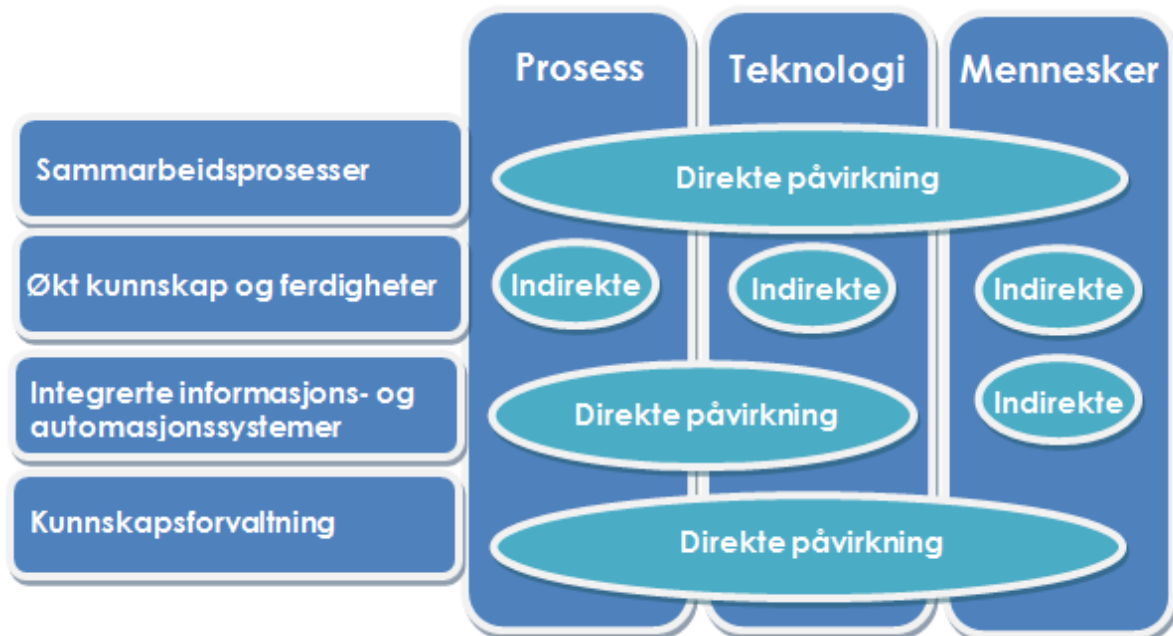 Prosess
Teknologi
Mennesker
Sammarbeidsprosesser
Direkte påvirkning
Økt kunnskap og ferdigheter
Indirekte
Indirekte
Indirekte
Integrerte informasjons- og
automasjonssystemer
Direkte påvirkning
Indirekte
Kunnskapsforvaltning
Direkte påvirkning